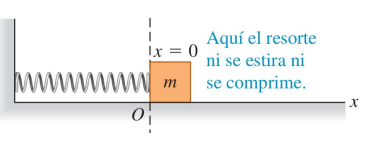 x = 0
Aquí el resorte
ni se estira ni
se comprime.
m
x
O